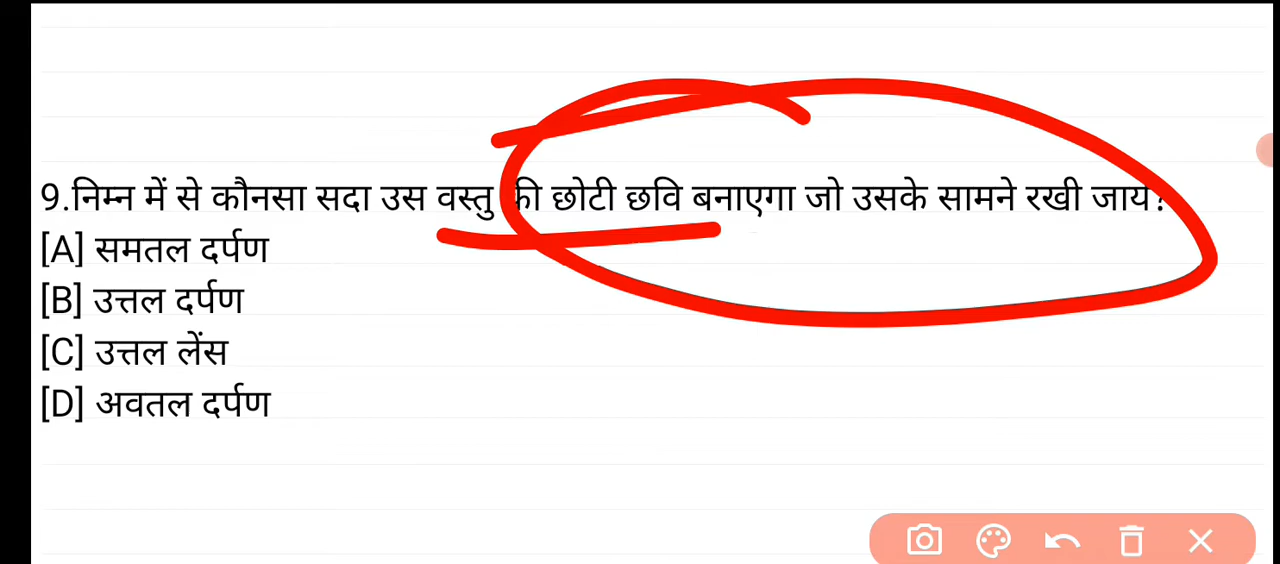 9.निम्न में से कौनसा सदा उस वस्तु की छोटी छवि बनाएगा जो उसके सामने रखी जाय?
[A] समतल दर्पण
[B] उत्तल दर्पण
[C] उत्तल लेंस
[D] अवतल दर्पण